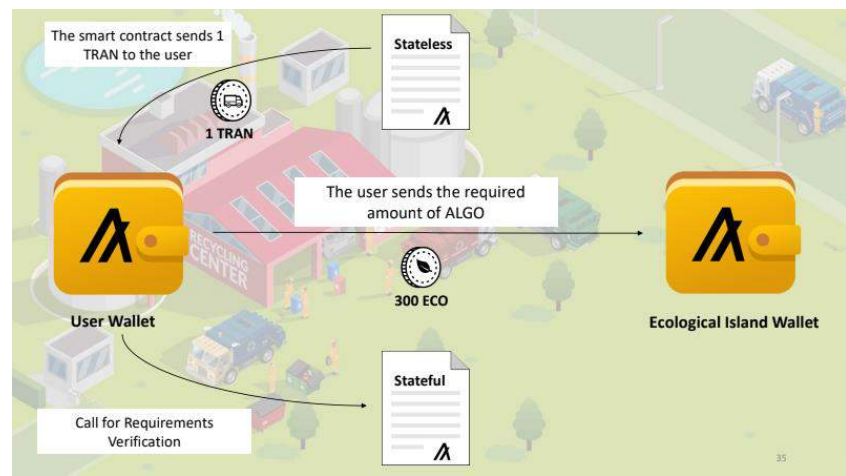 The smart contract sends 1
TRAN to the user
Stateless
1 TRAN
The user sends the required
amount of ALGO
RECYCLING
CENTER
300 ECO
User Wallet
Ecological Island Wallet
Stateful
Call for Requirements
Verification
35